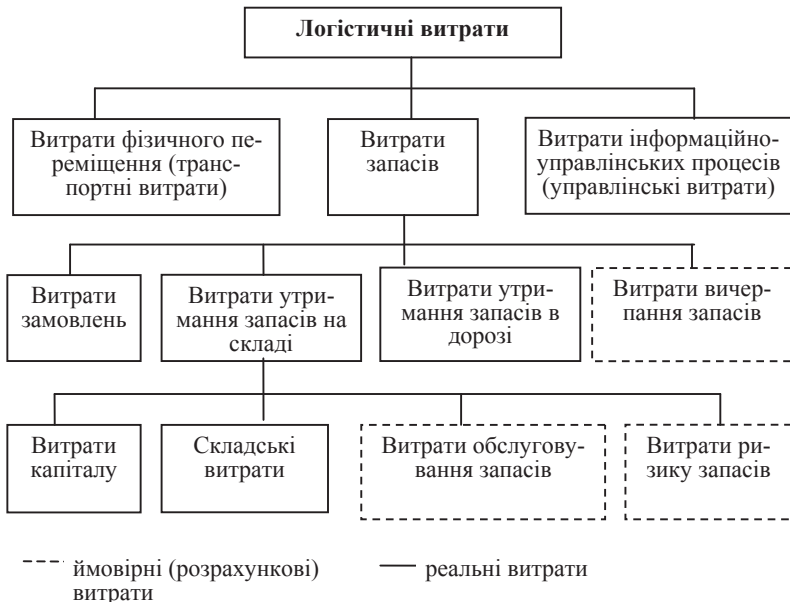 Логістичні витрати
Витрати фізичного пе-
реміщення (транс-
портні витрати)
Витрати
запасів
Витрати інформаційно-
управлінських процесів
(управлінські витрати)
Витрати
замовлень
Витрати утри-
мання запасів на
складі
Витрати утри-
мання запасів в
дорозі
Витрати вичер-
пання запасів
Витрати
капіталу
Складські
витрати
Витрати обслугову-
вання запасів
Витрати ри-
зику запасів
ймовірні (розрахункові)
витрати
реальні витрати